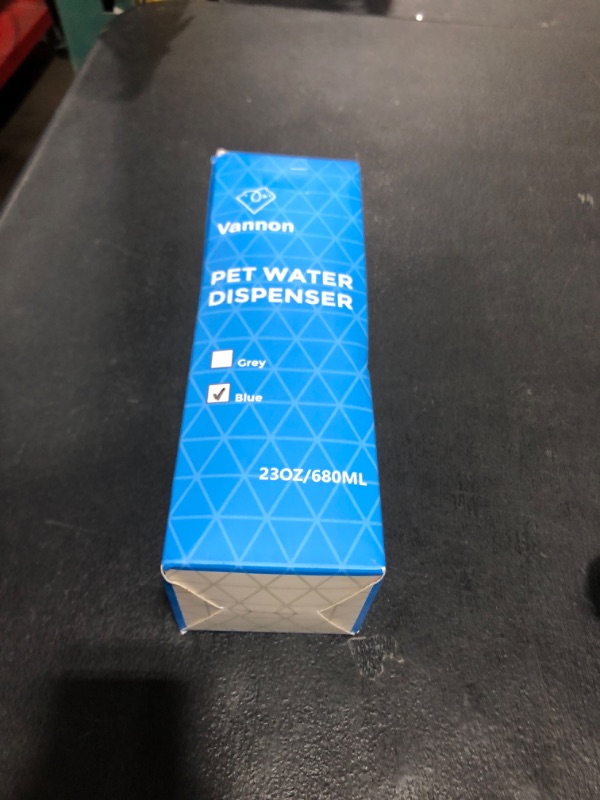 Vannon
PET WATER
DISPENSER
Grey
Blue
23OZ/680ML